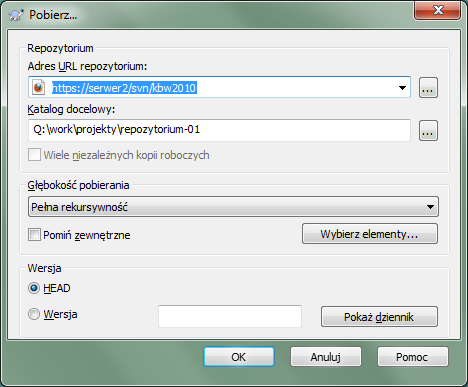 Pobierz...
Repozytorium
Adres URL repozytorium:
https://serwer2/svn/kbw2010
...
Katalog docelowy:
Q:\work\projekty\repozytorium-01
...
Wiele niezależnych kopii roboczych
Głębokość pobierania
Pełna rekursywność
Pomiń zewnętrzne
Wybierz elementy...
Wersja
HEAD
Wersja
Pokaż dziennik
OK
Anuluj
Pomoc